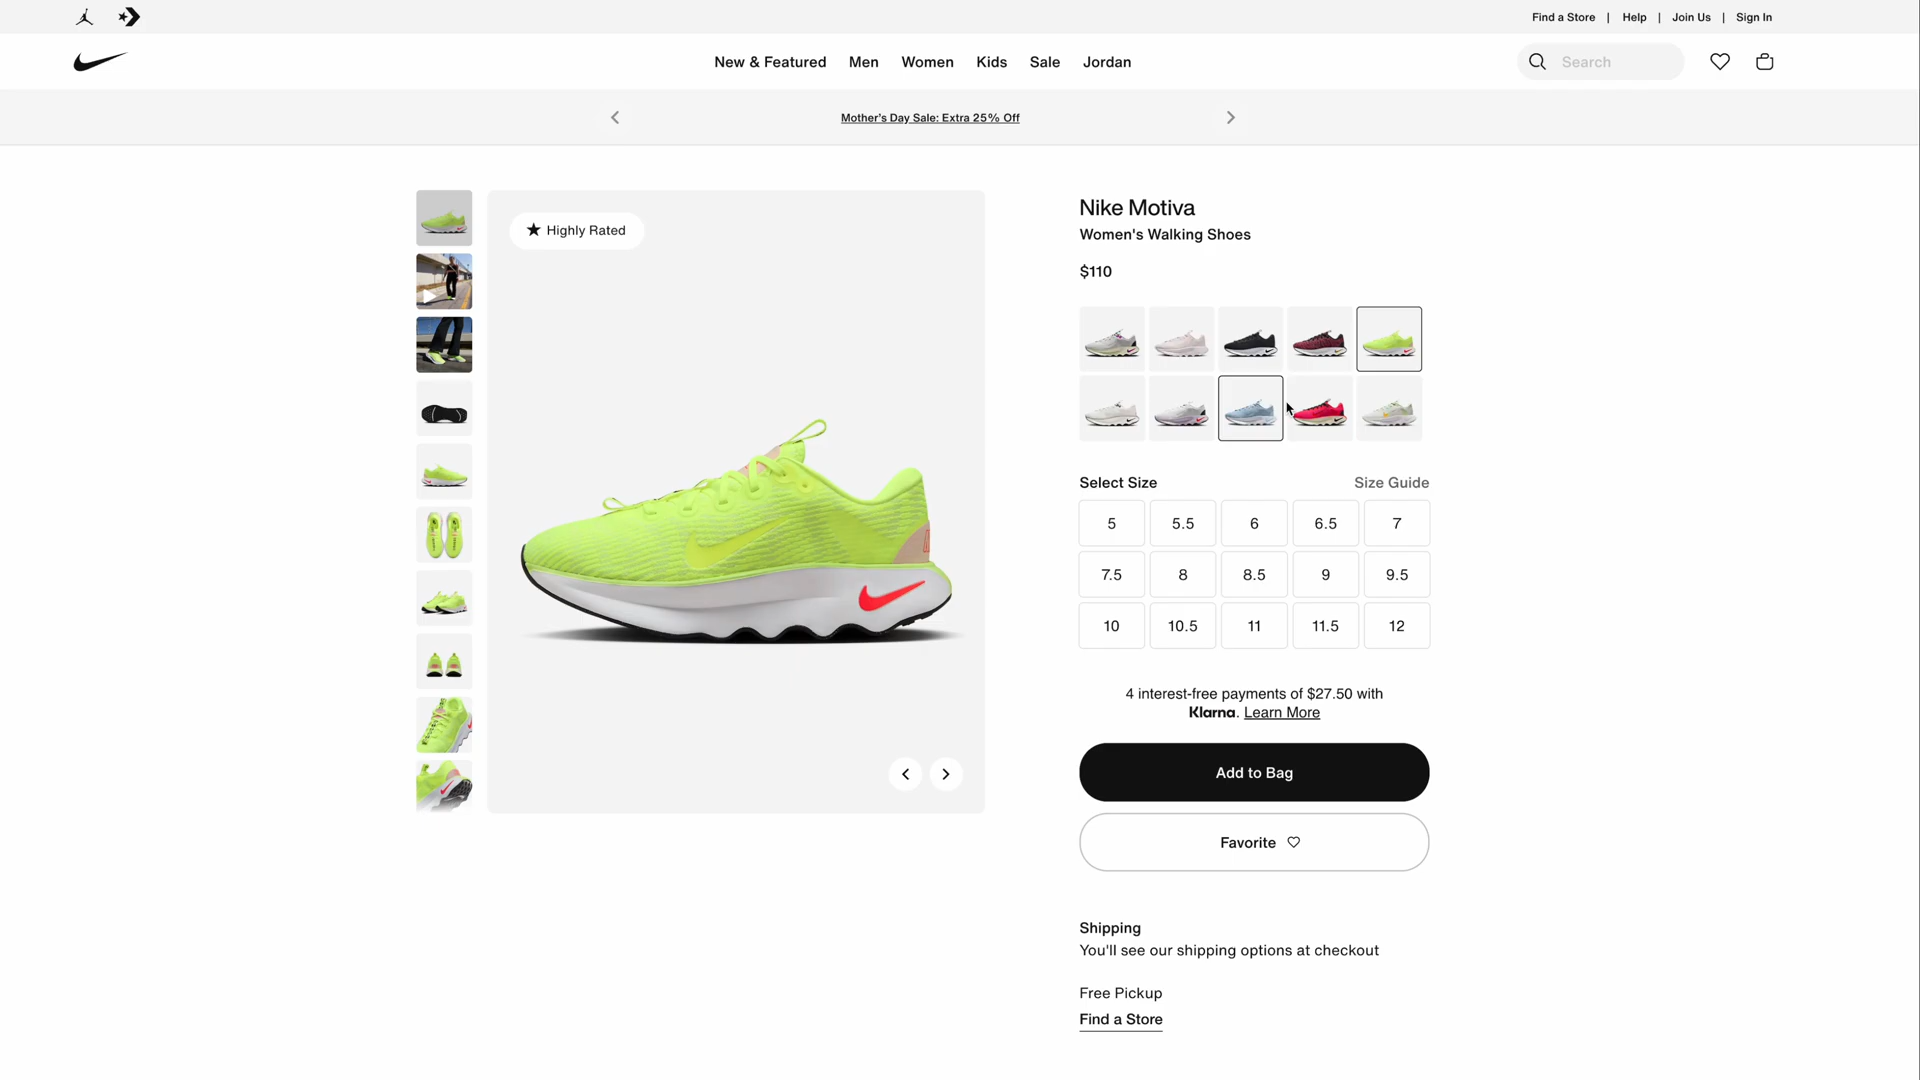 Find a Store | Help | Join Us | Sign In
New & Featured Men Women Kids Sale Jordan
Search
Mother's Day Sale: Extra 25% Off
Highly Rated
Nike Motiva
Women's Walking Shoes
$110
Select Size Size Guide
5 5.5 6 6.5 7
7.5 8 8.5 9 9.5
10 10.5 11 11.5 12
4 interest-free payments of $27.50 with
Klarna. Learn More
Add to Bag
Favorite
Shipping
You'll see our shipping options at checkout
Free Pickup
Find a Store